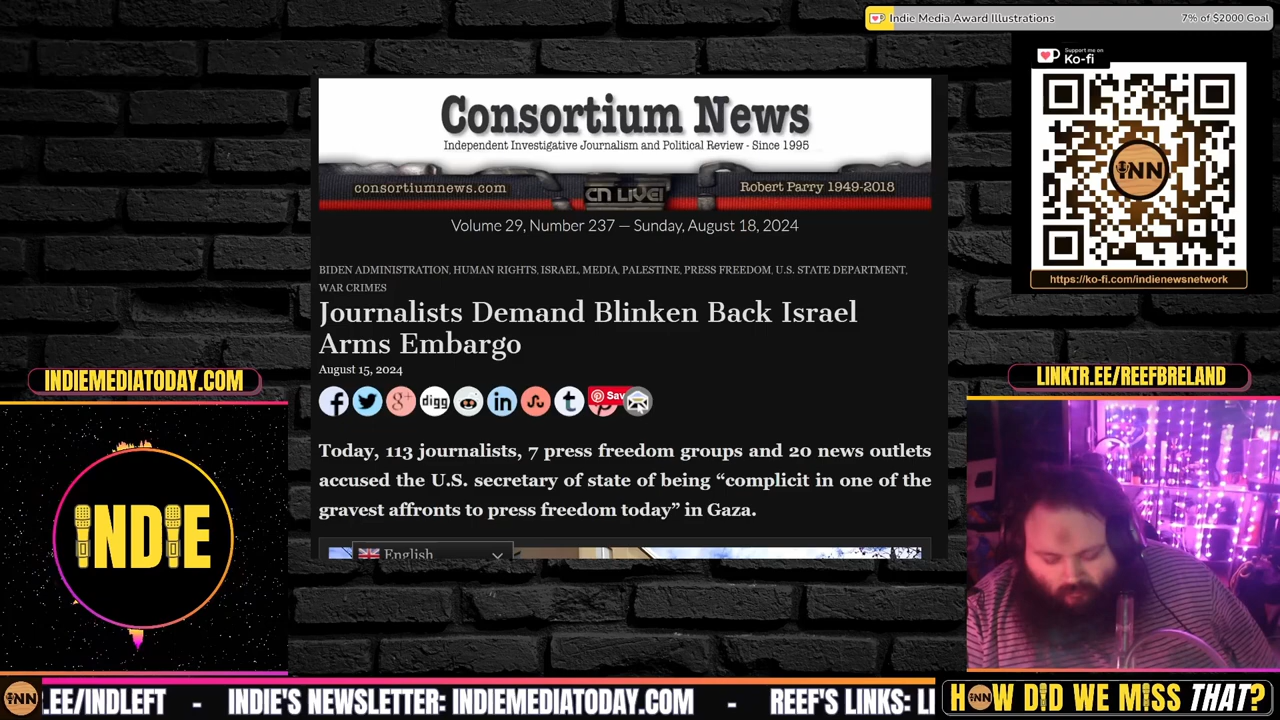 Indie Media Award Illustrations 7% of $2000 Goal
Support me on
Ko-fi
iNN
https://ko-fi.com/indienewsnetwork
Consortium News
Independent Investigative Journalism and Political Review - Since 1995
consortiumnews.com
CN LIVE!
Robert Parry 1949-2018
Volume 29, Number 237 — Sunday, August 18, 2024
BIDEN ADMINISTRATION, HUMAN RIGHTS, ISRAEL, MEDIA, PALESTINE, PRESS FREEDOM, U.S. STATE DEPARTMENT,
WAR CRIMES
Journalists Demand Blinken Back Israel
Arms Embargo
August 15, 2024
digg
in
t
Sav
Today, 113 journalists, 7 press freedom groups and 20 news outlets
accused the U.S. secretary of state of being “complicit in one of the
gravest affronts to press freedom today” in Gaza.
English
INDIEMEDIATODAY.COM
INDIE
LINKTR.EE/REEFBRELAND
iNN
.EE/INDLEFT - INDIE'S NEWSLETTER: INDIEMEDIATODAY.COM - REEF'S LINKS: LI
HOW DID WE MISS THAT?